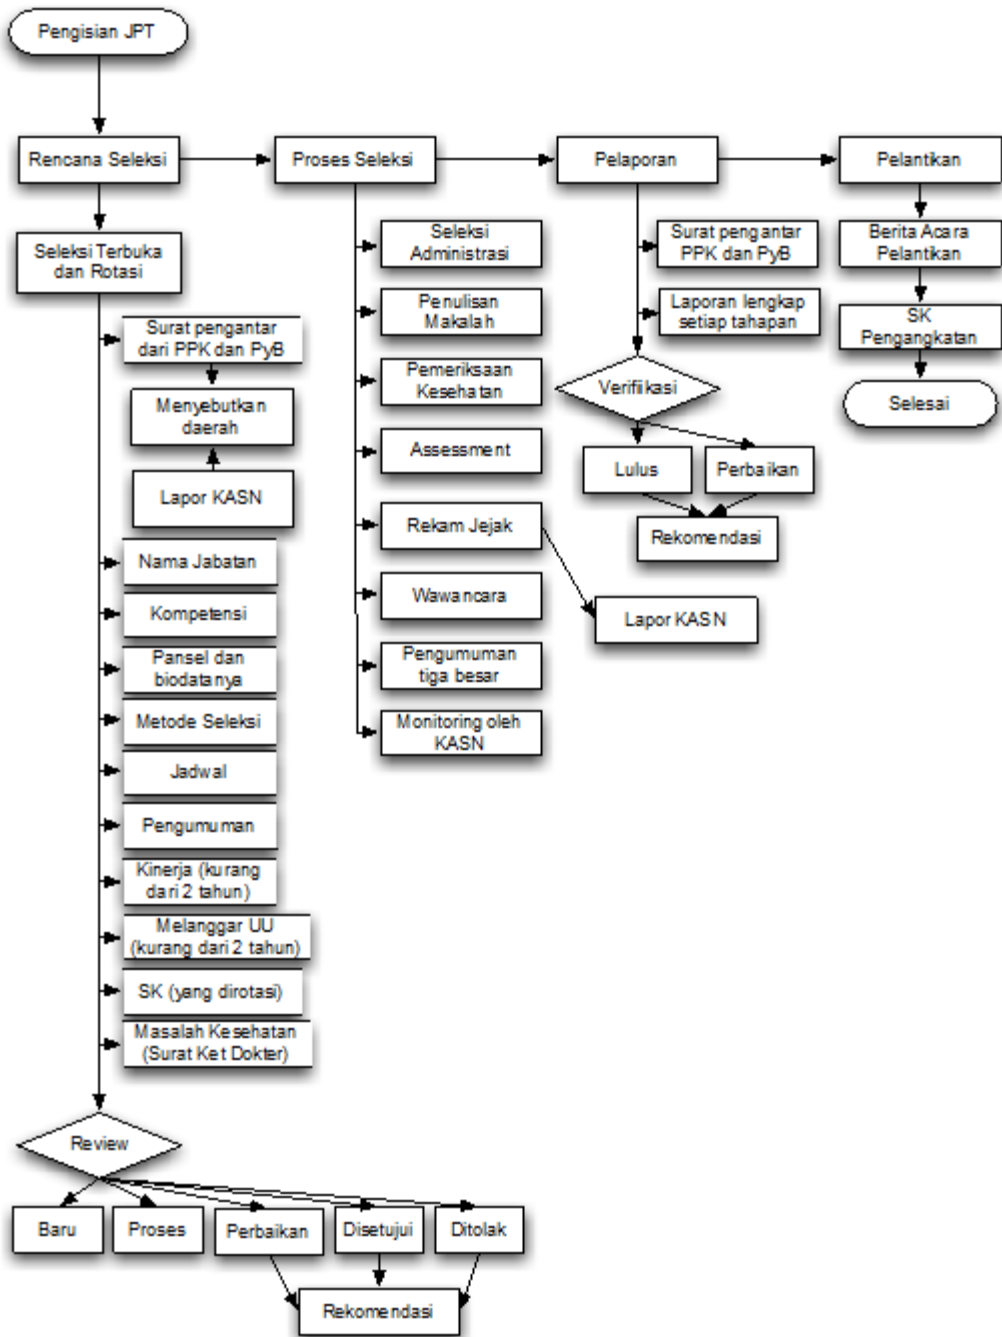 Pengisian JPT
Rencana Seleksi
Proses Seleksi
Pelaporan
Pelantikan
Seleksi Terbuka
dan Rotasi
Surat pengantar
dari PPK dan PyB
Menyebutkan
daerah
Lapor KASN
Nama Jabatan
Kompetensi
Pansel dan
biodatanya
Metode Seleksi
Jadwal
Pengumuman
Kinerja (kurang
dari 2 tahun)
Melanggar UU
(kurang dari 2 tahun)
SK (yang dirotasi)
Masalah Kesehatan
(Surat Ket Dokter)
Review
Baru
Proses
Perbaikan
Disetujui
Ditolak
Rekomendasi
Seleksi
Administrasi
Penulisan
Makalah
Pemeriksaan
Kesehatan
Assessment
Rekam Jejak
Wawancara
Pengumuman
tiga besar
Monitoring oleh
KASN
Lapor KASN
Surat pengantar
PPK dan PyB
Laporan lengkap
setiap tahapan
Verifiikasi
Lulus
Perbaikan
Rekomendasi
Berita Acara
Pelantikan
SK
Pengangkatan
Selesai